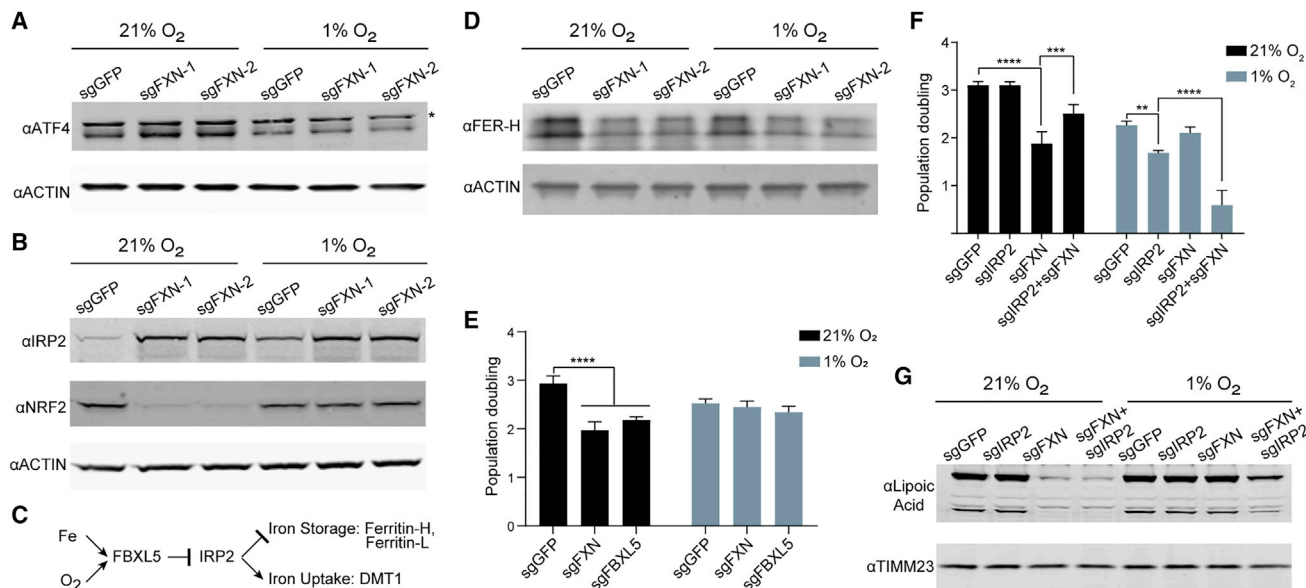 A
21% O₂
1% O₂
sgGFP
sgFXN-1
sgFXN-2
sgGFP
sgFXN-1
sgFXN-2
αATF4
*
αACTIN
B
21% O₂
1% O₂
sgGFP
sgFXN-1
sgFXN-2
sgGFP
sgFXN-1
sgFXN-2
αIRP2
αNRF2
αACTIN
C
Fe
O₂
FBXL5
IRP2
Iron Storage: Ferritin-H,
Ferritin-L
Iron Uptake: DMT1
D
21% O₂
1% O₂
sgGFP
sgFXN-1
sgFXN-2
sgGFP
sgFXN-1
sgFXN-2
αFER-H
αACTIN
E
Population doubling
4
3
2
1
0
****
21% O₂
1% O₂
sgGFP
sgFXN
sgFBXL5
sgGFP
sgFXN
sgFBXL5
F
Population doubling
4
3
2
1
****
***
**
****
21% O₂
1% O₂
sgGFP
sgIRP2
sgFXN
sgIRP2+sgFXN
sgGFP
sgIRP2
sgFXN
sgIRP2+sgFXN
G
21% O₂
1% O₂
sgGFP
sgIRP2
sgFXN
sgFXN+
sgIRP2
sgGFP
sgIRP2
sgFXN
sgFXN+
sgIRP2
αLipoic
Acid
αTIMM23